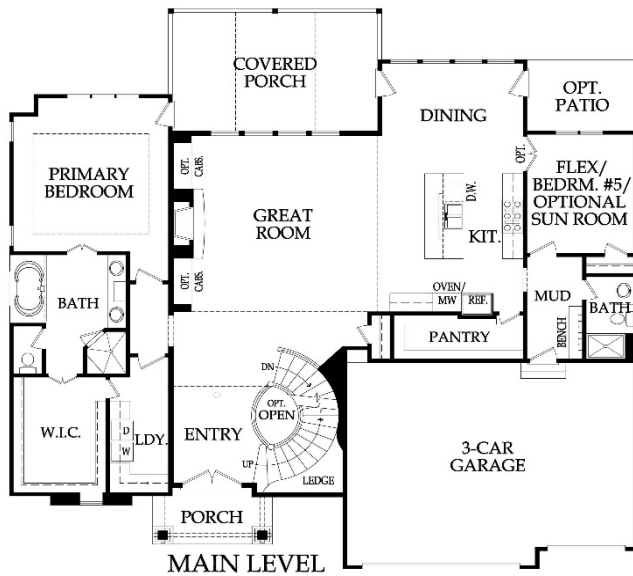 COVERED
PORCH
OPT.
PATIO
DINING
PRIMARY
BEDROOM
OPT.
CABS.
OPT.
FLEX/
BEDRM. #5/
OPTIONAL
SUN ROOM
GREAT
ROOM
D.W.
KIT.
OPT.
CABS.
BATH
OVEN/
MW
REF.
MUD
BATH
BENCH
PANTRY
DN
OPT.
OPEN
W.I.C.
D
W
LDY.
ENTRY
UP
LEDGE
3-CAR
GARAGE
PORCH
MAIN LEVEL